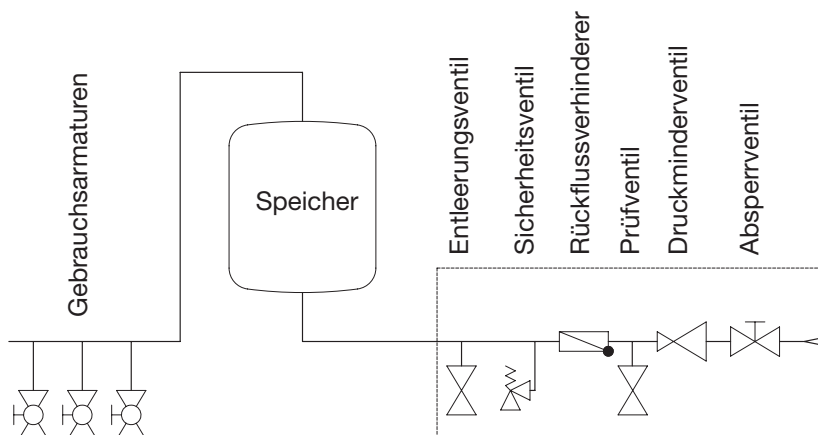 Gebrauchsarmaturen
Speicher
Entleerungsventil
Sicherheitsventil
Rückflussverhinderer
Prüfventil
Druckminderventil
Absperrventil